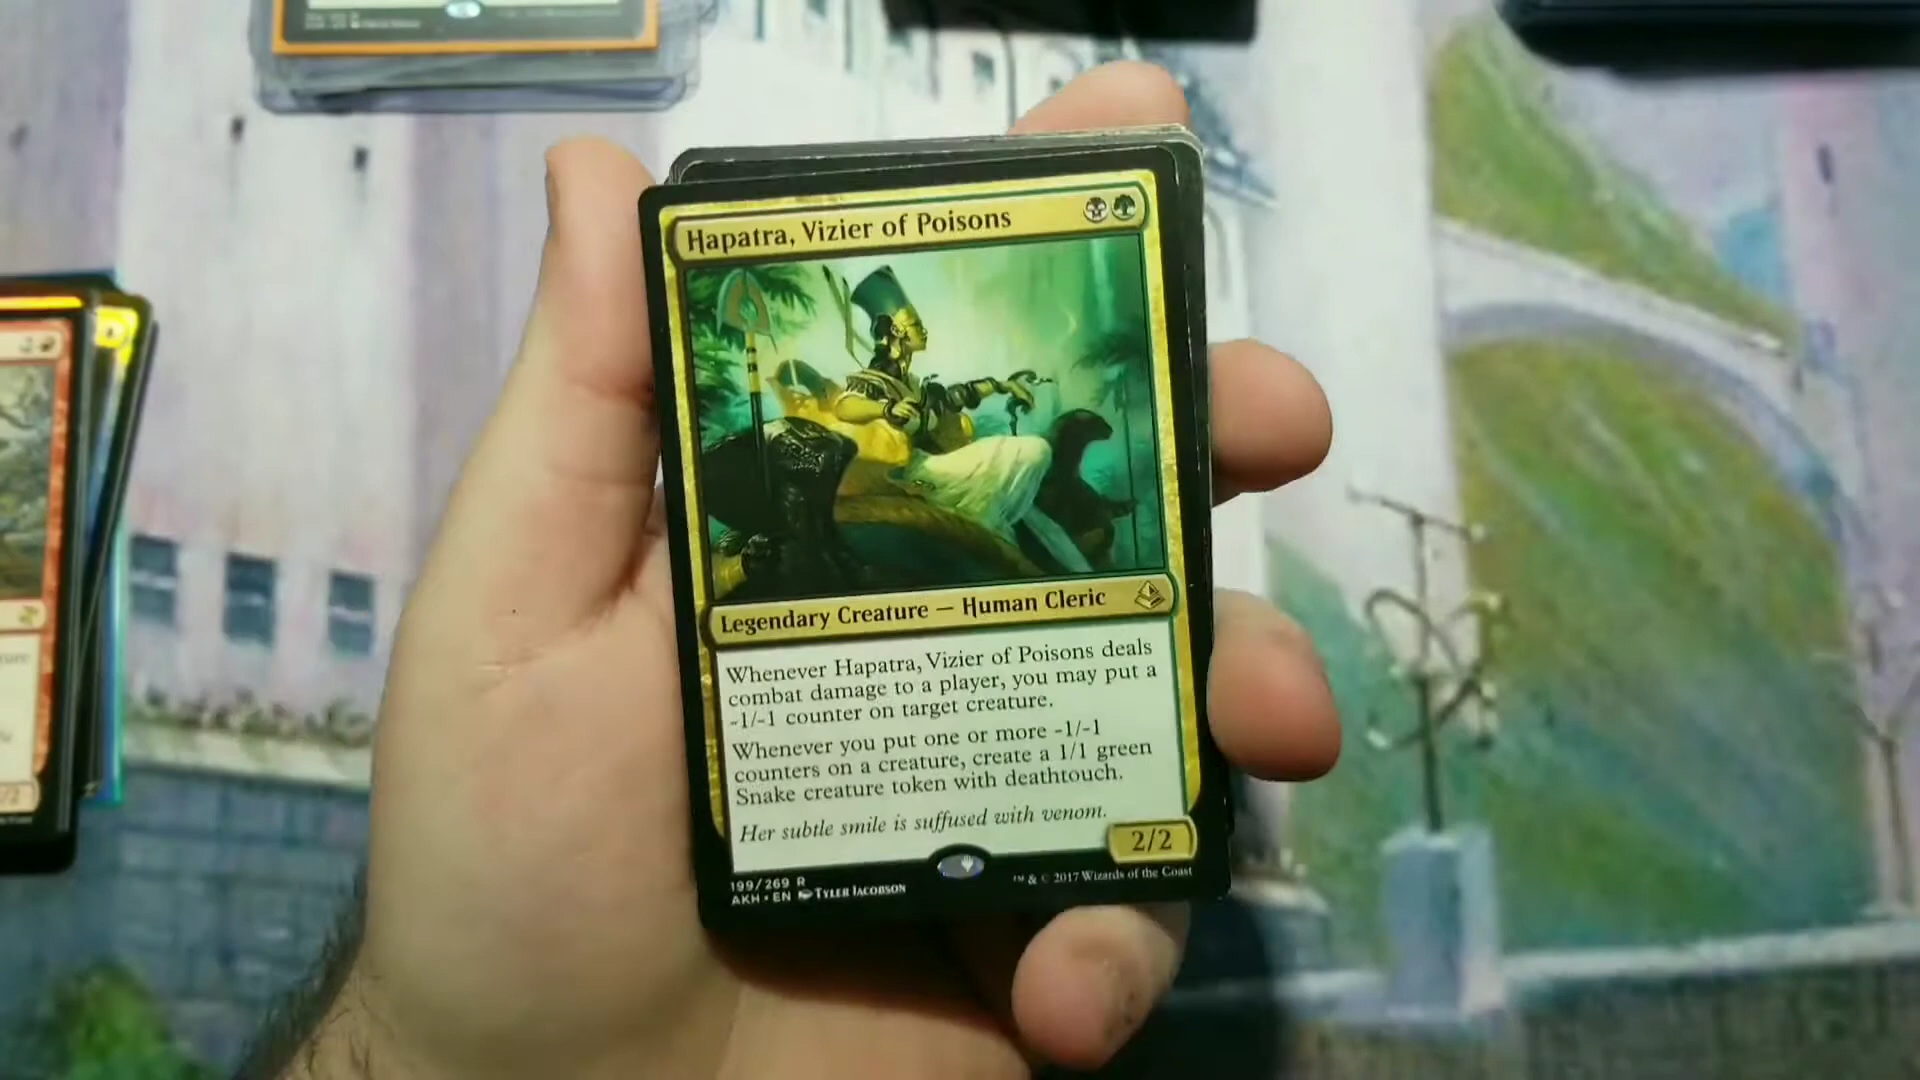 Hapatra, Vizier of Poisons
Legendary Creature — Human Cleric
Whenever Hapatra, Vizier of Poisons deals
combat damage to a player, you may put a
-1/-1 counter on target creature.
Whenever you put one or more -1/-1
counters on a creature, create a 1/1 green
Snake creature token with deathtouch.
Her subtle smile is suffused with venom.
2/2
199/269 R
AKH • EN Tyler Jacobson
™ & © 2017 Wizards of the Coast